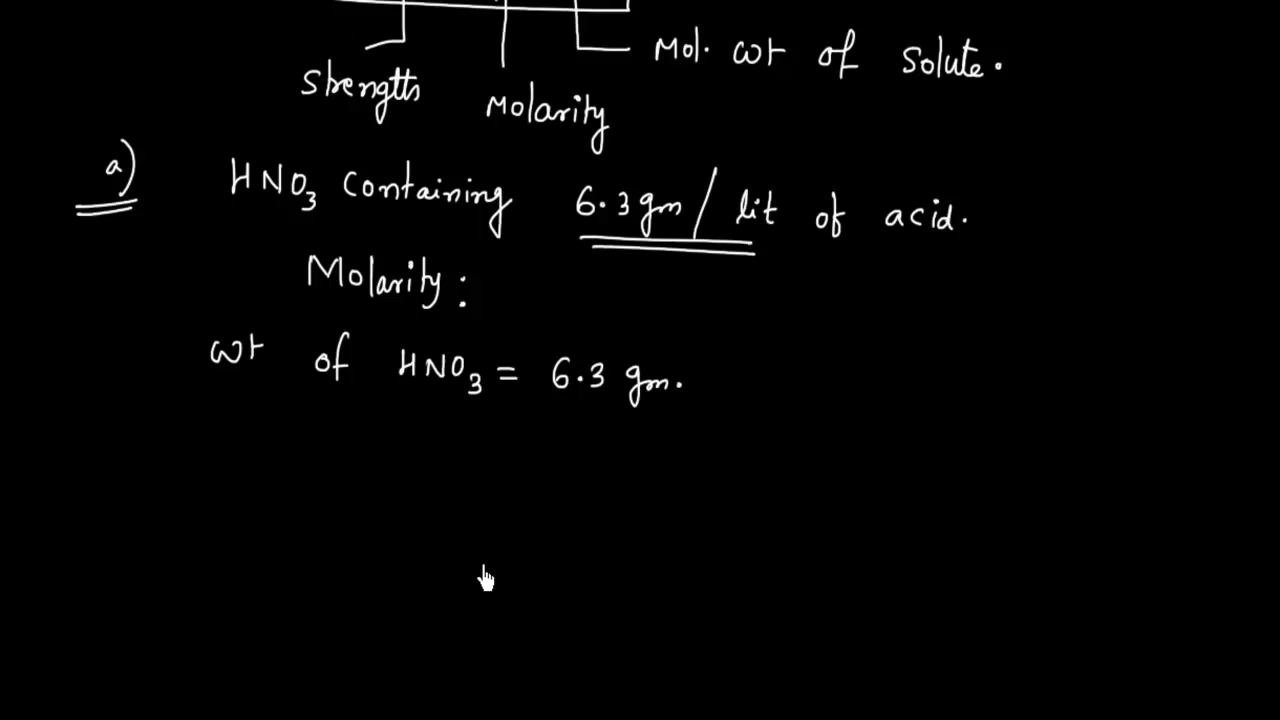 Mol. wt of Solute.
Strength Molarity
a) HNO3 Containing 6.3 gm / lit of acid.
Molarity :
wt of HNO3 = 6.3 gm.